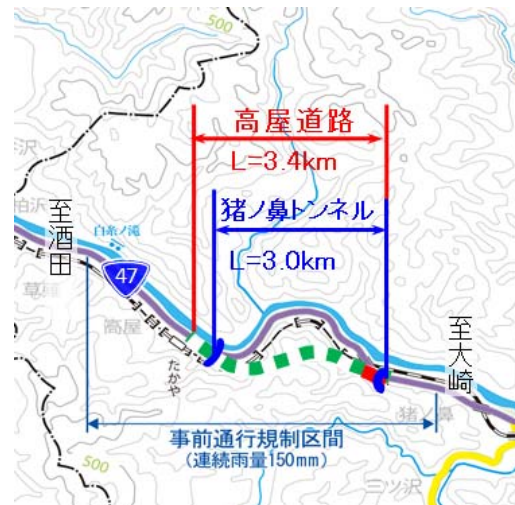 500
高屋道路
L=3.4km
猪ノ鼻トンネル
L=3.0km
白糸ノ滝
至酒田
47
高屋
たかや
至大崎
猪ノ鼻
事前通行規制区間
(連続雨量150mm)
500
三ツ沢